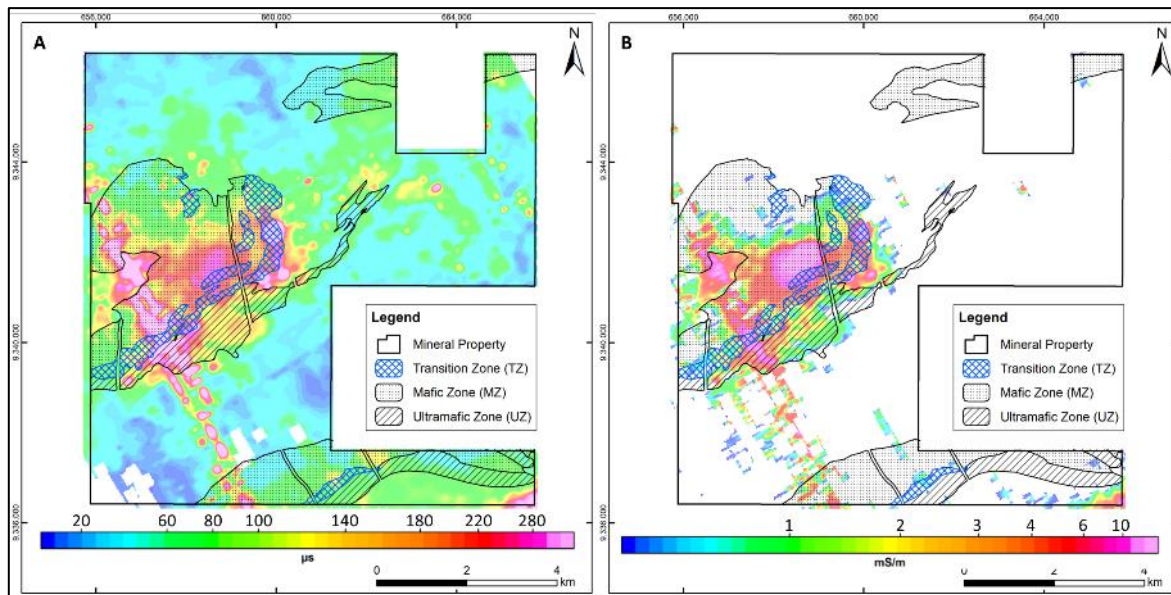 656.000 660.000 664.000
A
N
9.344.000
9.340.000
9.336.000
Legend
Mineral Property
Transition Zone (TZ)
Mafic Zone (MZ)
Ultramafic Zone (UZ)
20 60 80 100 140 180 220 280
µs
0 2 4
km
656.000 660.000 664.000
B
N
9.344.000
9.340.000
9.336.000
Legend
Mineral Property
Transition Zone (TZ)
Mafic Zone (MZ)
Ultramafic Zone (UZ)
1 2 3 4 6 10
mS/m
0 2 4
km